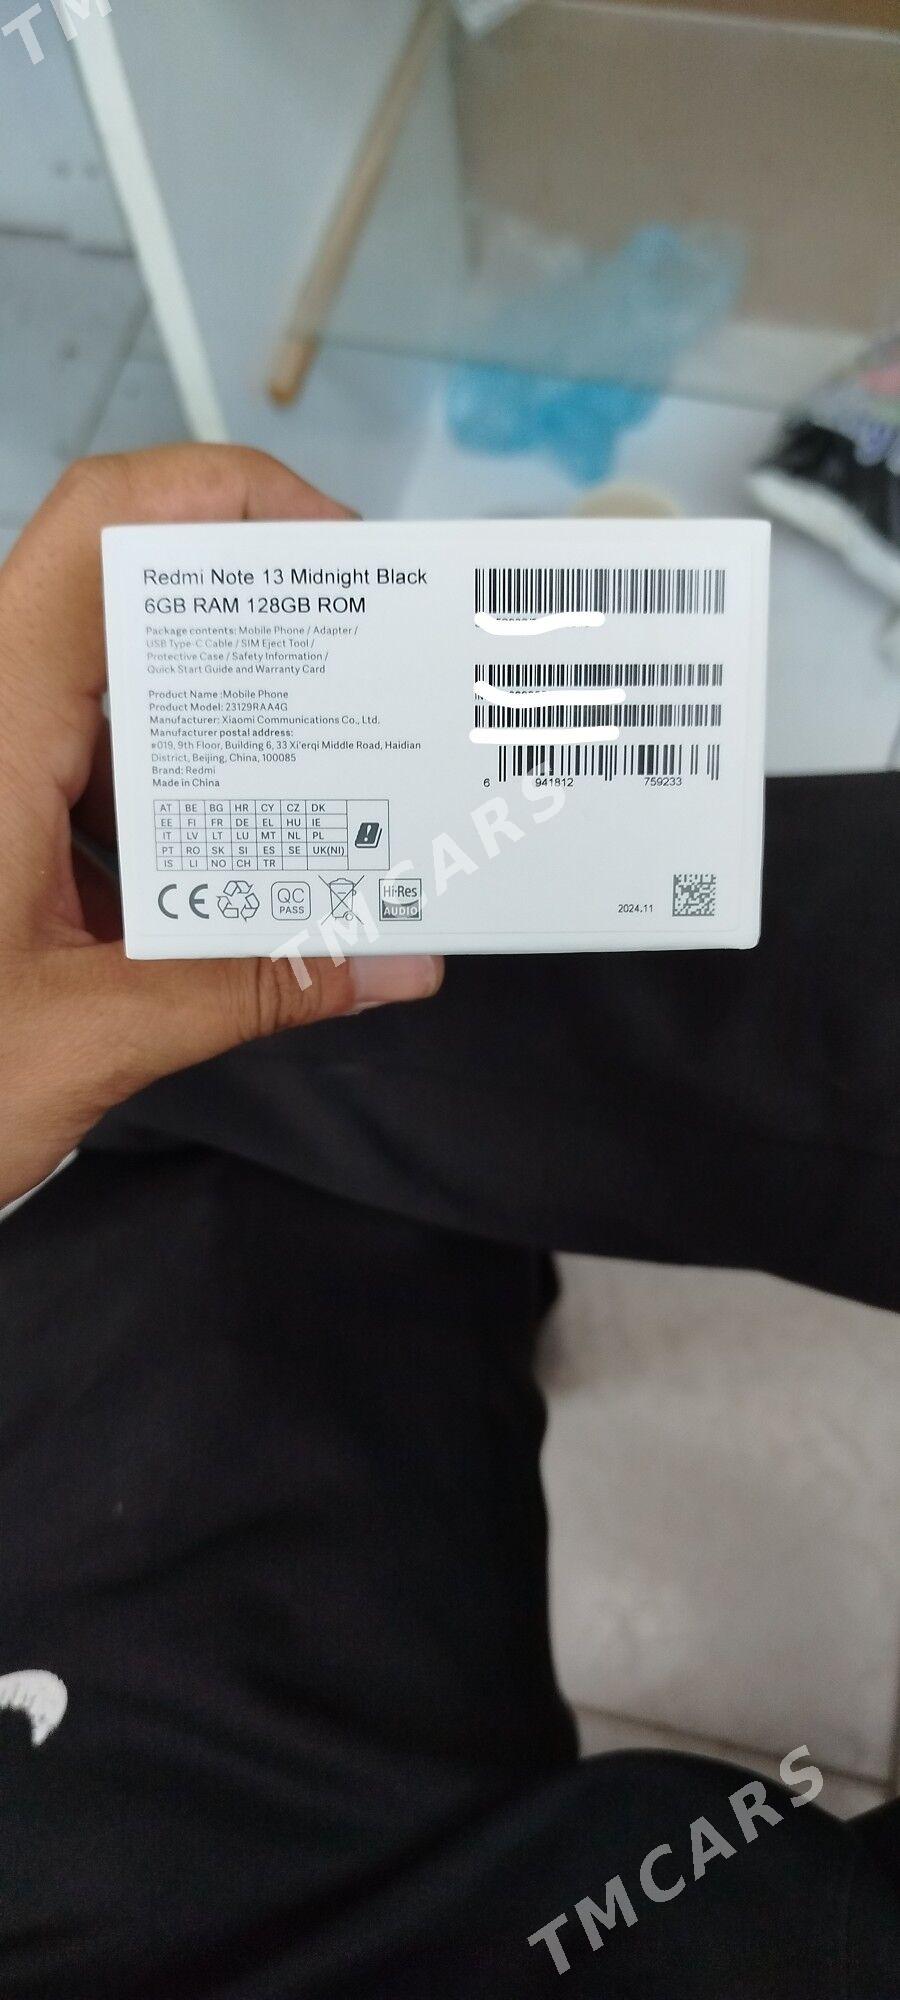 Redmi Note 13 Midnight Black
6GB RAM 128GB ROM
Package contents: Mobile Phone / Adapter /
USB Type-C Cable / SIM Eject Tool /
Protective Case / Safety Information /
Quick Start Guide and Warranty Card
Product Name :Mobile Phone
Product Model: 23129RAA4G
Manufacturer: Xiaomi Communications Co., Ltd.
Manufacturer postal address:
#019, 9th Floor, Building 6, 33 Xi'erqi Middle Road, Haidian
District, Beijing, China, 100085
Brand: Redmi
Made in China
6 941812 759233
AT BE BG HR CY CZ DK
EE FI FR DE EL HU IE
IT LV LT LU MT NL PL
PT RO SK SI ES SE UK(NI)
IS LI NO CH TR
CE
QC
PASS
Hi-Res
AUDIO
2024.11
TM
TMCARS
TMCARS